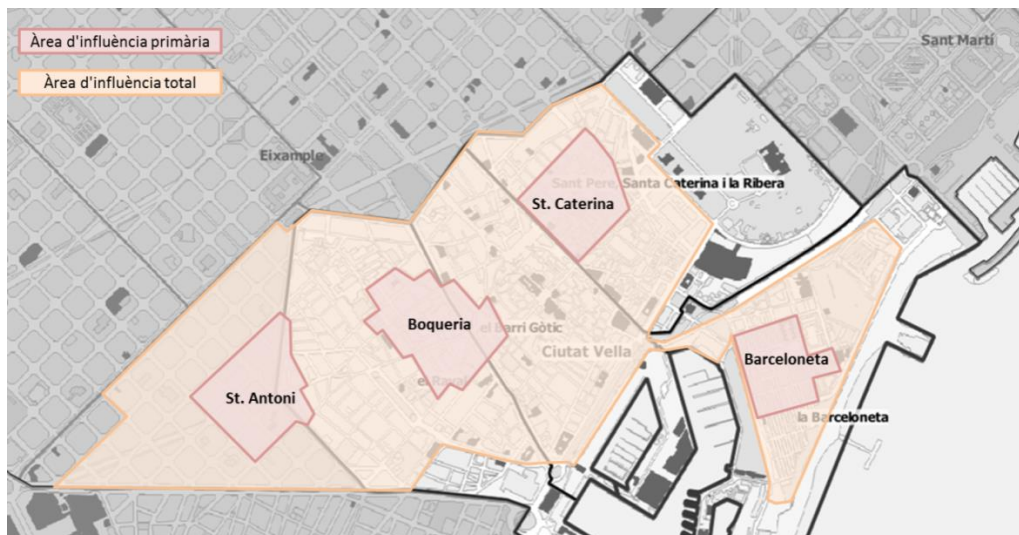 Àrea d'influència primària
Sant Martí
Àrea d'influència total
Eixample
Sant Pere, Santa Caterina i la Ribera
St. Caterina
Boqueria
el Barri Gòtic
Ciutat Vella
Barceloneta
el Raval
St. Antoni
la Barceloneta